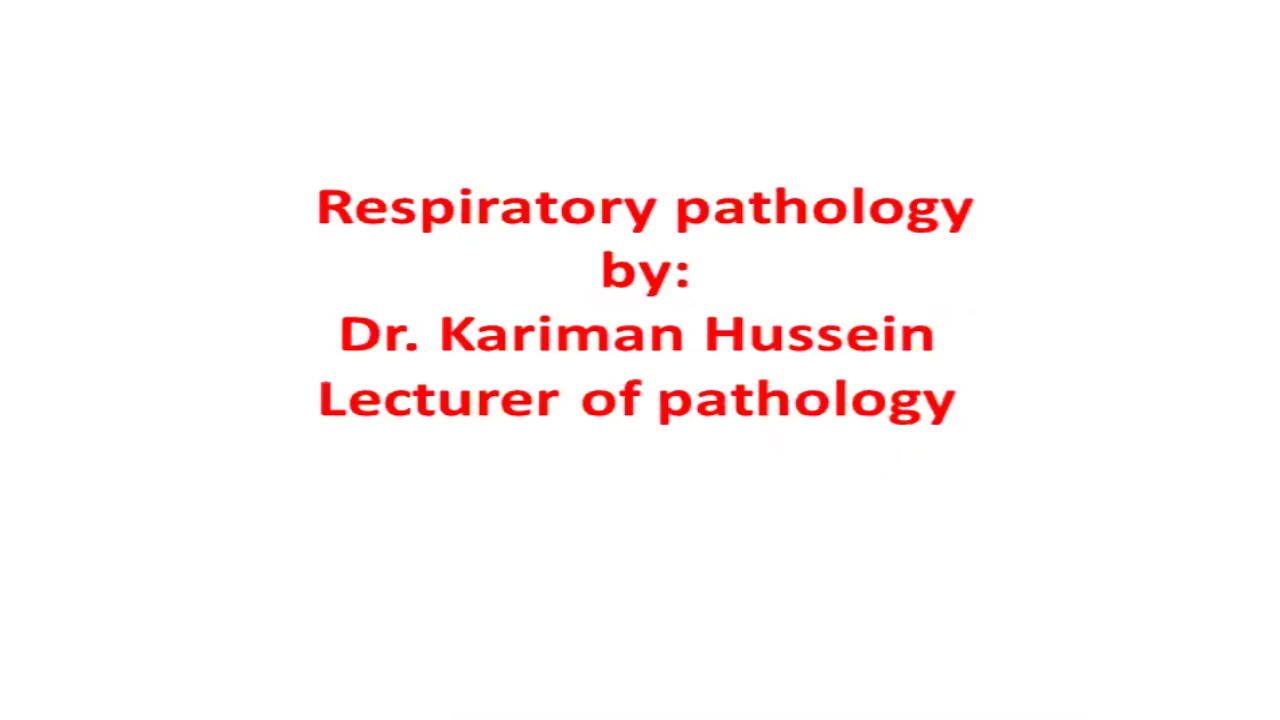 Respiratory pathology
by:
Dr. Kariman Hussein
Lecturer of pathology